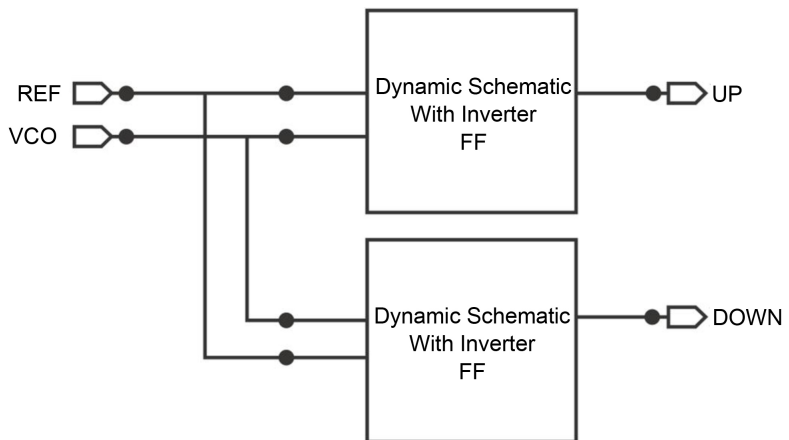 REF
VCO
Dynamic Schematic
With Inverter
FF
UP
Dynamic Schematic
With Inverter
FF
DOWN